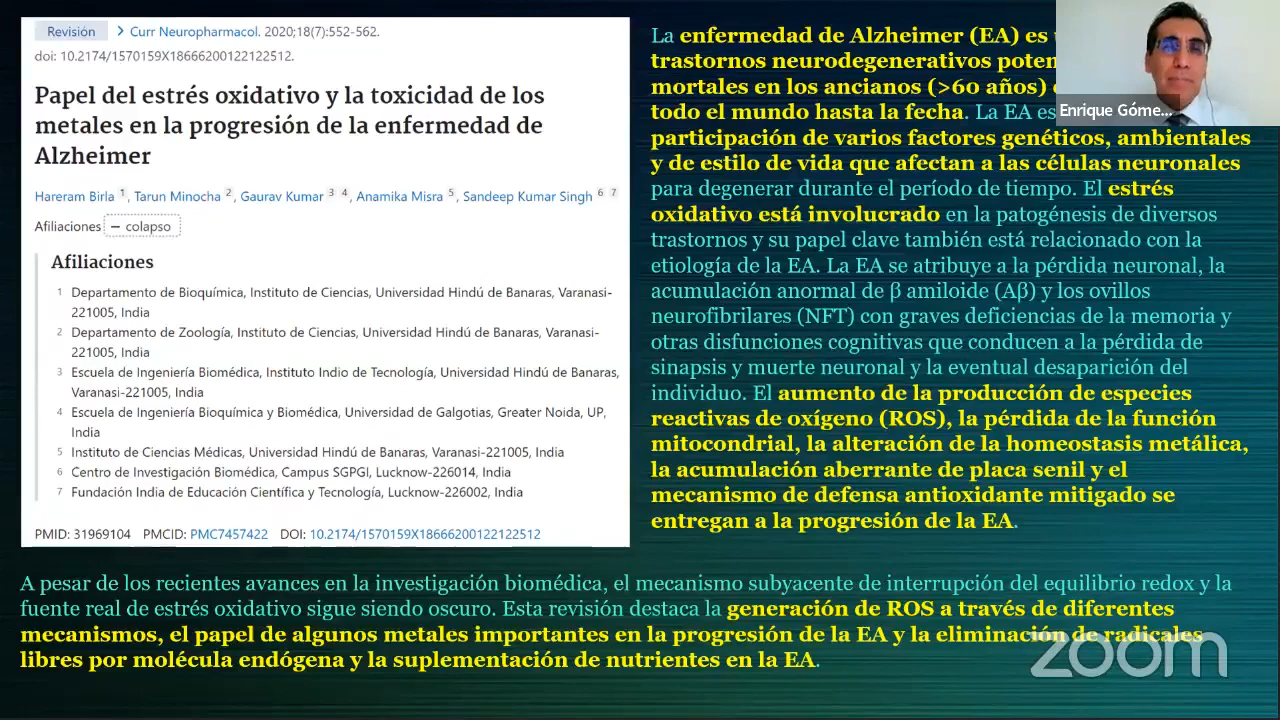 Revisión > Curr Neuropharmacol. 2020;18(7):552-562.
doi: 10.2174/1570159X18666200122122512.
Papel del estrés oxidativo y la toxicidad de los
metales en la progresión de la enfermedad de
Alzheimer
Hareram Birla 1, Tarun Minocha 2, Gaurav Kumar 3 4, Anamika Misra 5, Sandeep Kumar Singh 6 7
Afiliaciones — colapso
Afiliaciones
1 Departamento de Bioquímica, Instituto de Ciencias, Universidad Hindú de Banaras, Varanasi-
221005, India
2 Departamento de Zoología, Instituto de Ciencias, Universidad Hindú de Banaras, Varanasi-
221005, India
3 Escuela de Ingeniería Biomédica, Instituto Indio de Tecnología, Universidad Hindú de Banaras,
Varanasi-221005, India
4 Escuela de Ingeniería Bioquímica y Biomédica, Universidad de Galgotias, Greater Noida, UP,
India
5 Instituto de Ciencias Médicas, Universidad Hindú de Banaras, Varanasi-221005, India
6 Centro de Investigación Biomédica, Campus SGPGI, Lucknow-226014, India
7 Fundación India de Educación Científica y Tecnología, Lucknow-226002, India
PMID: 31969104 PMCID: PMC7457422 DOI: 10.2174/1570159X18666200122122512
La enfermedad de Alzheimer (EA) es
trastornos neurodegenerativos
mortales en los ancianos (>60 años)
todo el mundo hasta la fecha. La EA
participación de varios factores genéticos, ambientales
y de estilo de vida que afectan a las células neuronales
para degenerar durante el período de tiempo. El estrés
oxidativo está involucrado en la patogénesis de diversos
trastornos y su papel clave también está relacionado con la
etiología de la EA. La EA se atribuye a la pérdida neuronal, la
acumulación anormal de β amiloide (Aβ) y los ovillos
neurofibrilares (NFT) con graves deficiencias de la memoria y
otras disfunciones cognitivas que conducen a la pérdida de
sinapsis y muerte neuronal y la eventual desaparición del
individuo. El aumento de la producción de especies
reactivas de oxígeno (ROS), la pérdida de la función
mitocondrial, la alteración de la homeostasis metálica,
la acumulación aberrante de placa senil y el
mecanismo de defensa antioxidante mitigado se
entregan a la progresión de la EA.
Enrique Góme...
A pesar de los recientes avances en la investigación biomédica, el mecanismo subyacente de interrupción del equilibrio redox y la
fuente real de estrés oxidativo sigue siendo oscuro. Esta revisión destaca la generación de ROS a través de diferentes
mecanismos, el papel de algunos metales importantes en la progresión de la EA y la eliminación de radicales
libres por molécula endógena y la suplementación de nutrientes en la EA.
zoom